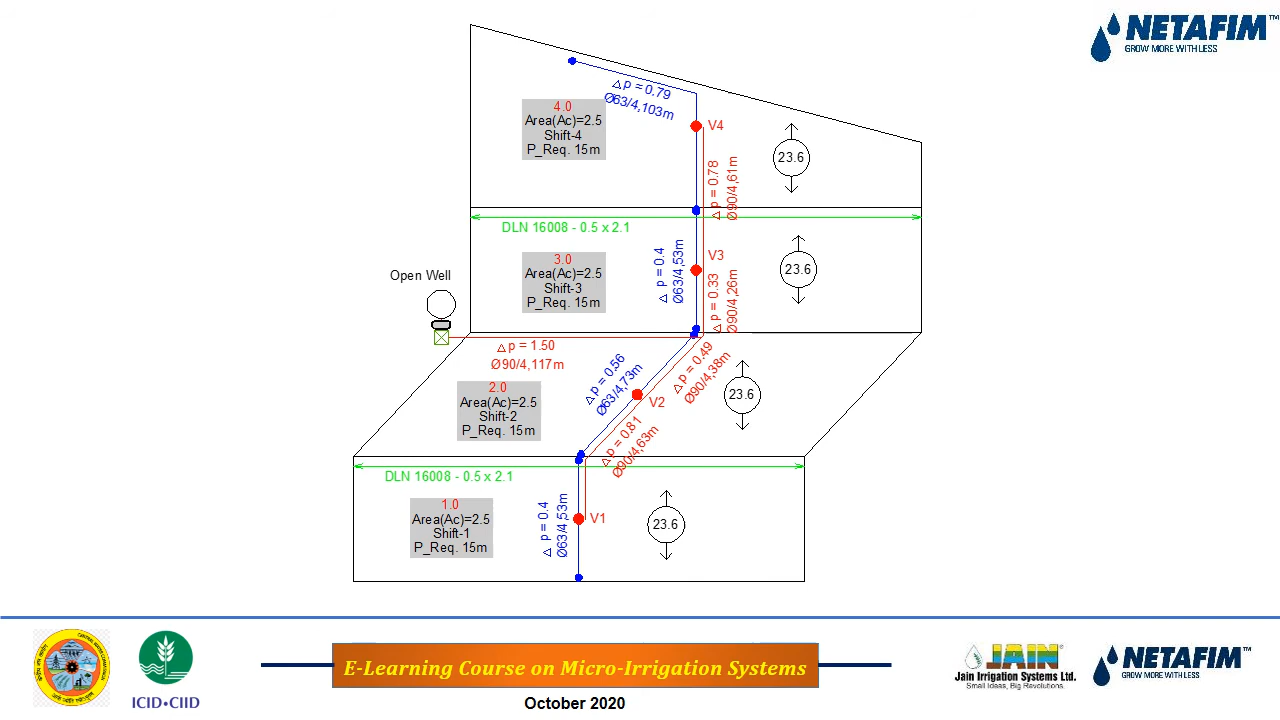 NETAFIM™
GROW MORE WITH LESS
△ p = 0.79
Ø63/4,103m
4.0
Area(Ac)=2.5
Shift-4
P_Req. 15m
V4
23.6
△ p = 0.78
Ø90/4,61m
DLN 16008 - 0.5 x 2.1
3.0
Area(Ac)=2.5
Shift-3
P_Req. 15m
△ p = 0.4
Ø63/4,53m
V3
23.6
△ p = 0.33
Ø90/4,26m
Open Well
△ p = 1.50
Ø90/4,117m
△ p = 0.56
Ø63/4,73m
△ p = 0.49
Ø90/4,38m
2.0
Area(Ac)=2.5
Shift-2
P_Req. 15m
V2
23.6
△ p = 0.81
Ø90/4,63m
DLN 16008 - 0.5 x 2.1
1.0
Area(Ac)=2.5
Shift-1
P_Req. 15m
△ p = 0.4
Ø63/4,53m
V1
23.6
ICID•CIID
E-Learning Course on Micro-Irrigation Systems
October 2020
JAIN®
Jain Irrigation Systems Ltd.
Small Ideas, Big Revolutions.
NETAFIM™
GROW MORE WITH LESS